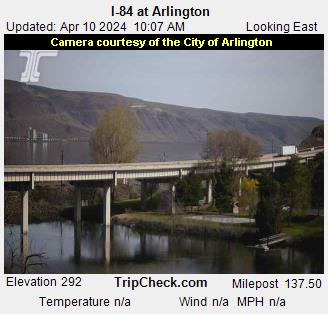 I-84 at Arlington
Updated: Apr 10 2024 10:07 AM Looking East
Camera courtesy of the City of Arlington
Elevation 292 TripCheck.com Milepost 137.50
Temperature n/a Wind n/a MPH n/a